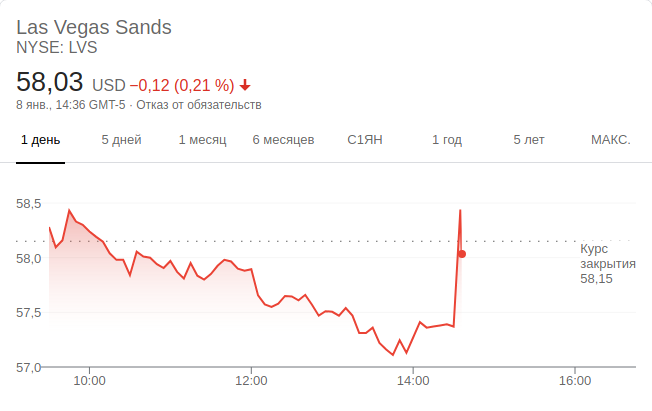 Las Vegas Sands
NYSE: LVS
58,03 USD −0,12 (0,21 %)
8 янв., 14:36 GMT-5 · Отказ от обязательств
1 день 5 дней 1 месяц 6 месяцев С1ЯН 1 год 5 лет МАКС.
58,5
58,0
57,5
57,0
Курс
закрытия
58,15
10:00 12:00 14:00 16:00